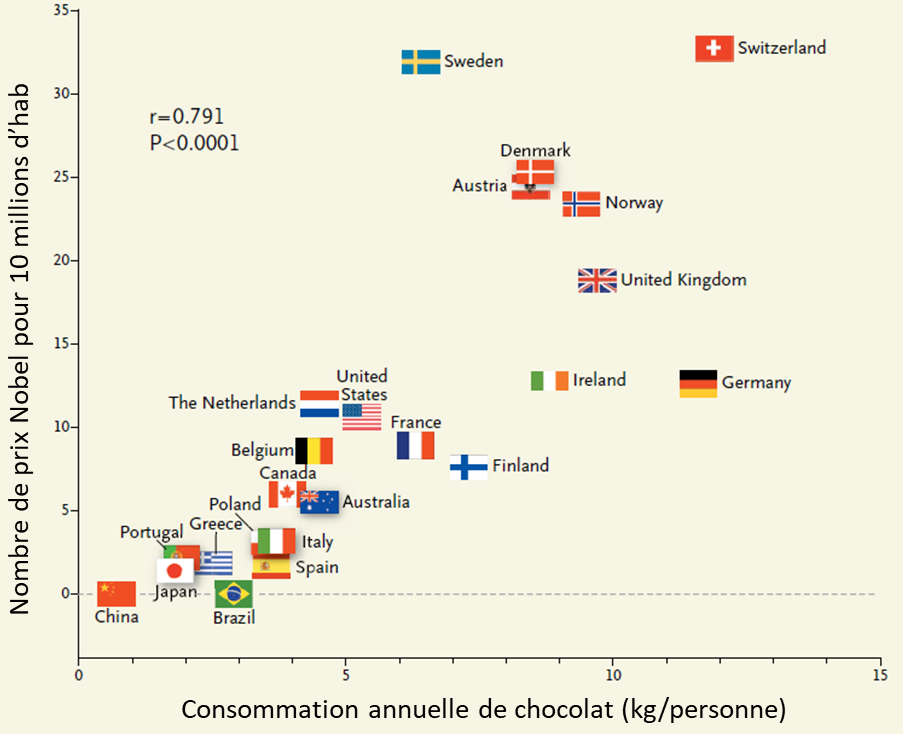 Nombre de prix Nobel pour 10 millions d'hab
35
30
25
20
15
10
5
0
r=0.791
P<0.0001
Sweden
Switzerland
Denmark
Austria
Norway
United Kingdom
Ireland
Germany
United
States
The Netherlands
France
Belgium
Finland
Canada
Australia
Poland
Portugal
Greece
Italy
Spain
Japan
China
Brazil
0
5
10
15
Consommation annuelle de chocolat (kg/personne)